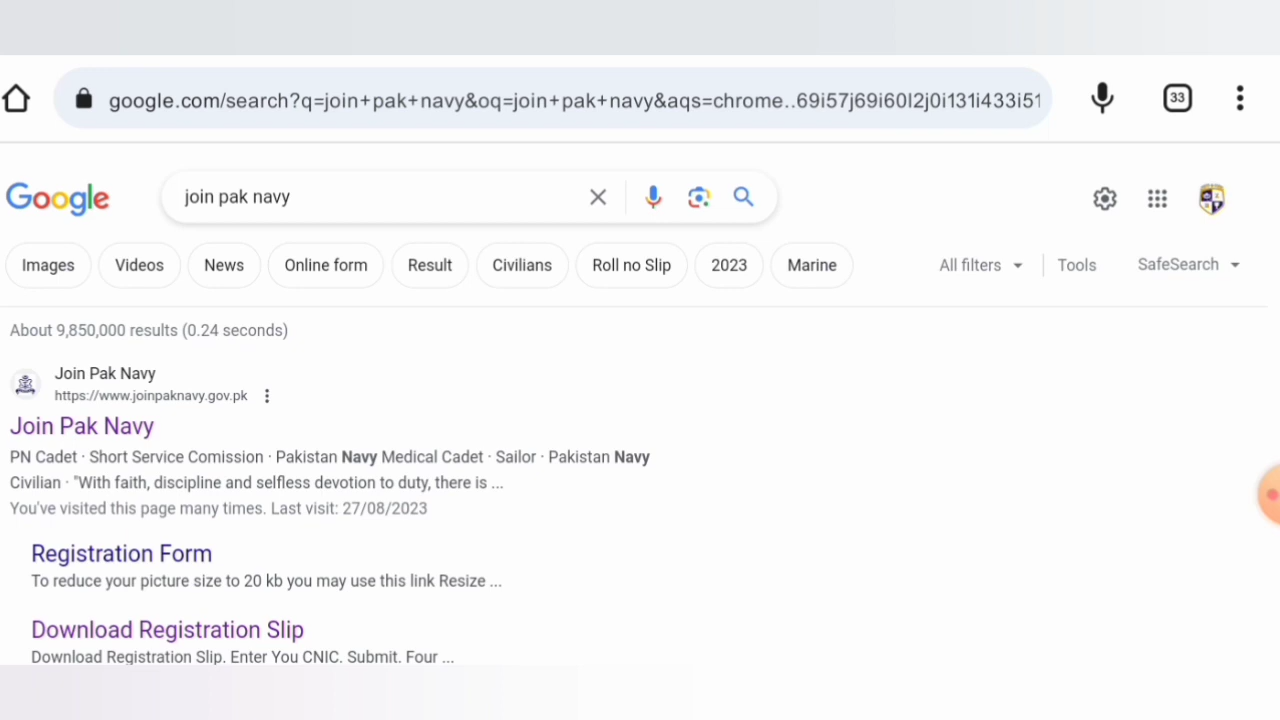 google.com/search?q=join+pak+navy&oq=join+pak+navy&aqs=chrome..69i57j69i60l2j0i131i433i51
33
Google
join pak navy
Images Videos News Online form Result Civilians Roll no Slip 2023 Marine All filters Tools SafeSearch
About 9,850,000 results (0.24 seconds)
Join Pak Navy
https://www.joinpaknavy.gov.pk
Join Pak Navy
PN Cadet · Short Service Comission · Pakistan Navy Medical Cadet · Sailor · Pakistan Navy
Civilian · "With faith, discipline and selfless devotion to duty, there is ...
You've visited this page many times. Last visit: 27/08/2023
Registration Form
To reduce your picture size to 20 kb you may use this link Resize ...
Download Registration Slip
Download Registration Slip. Enter You CNIC. Submit. Four ...